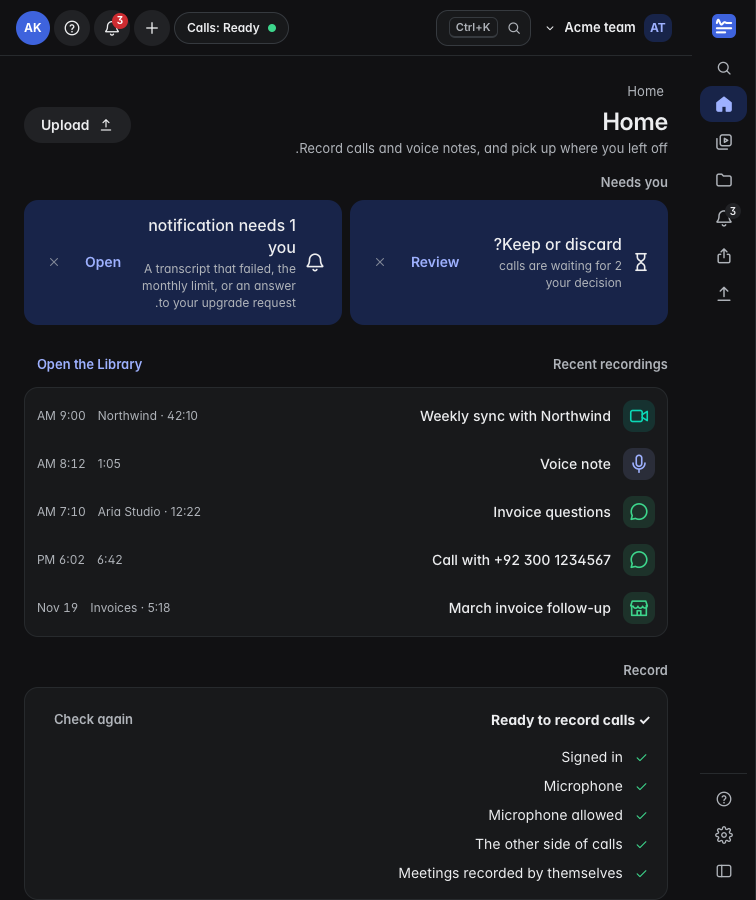 AK
3
Calls: Ready
Ctrl+K
Acme team
AT
3
Home
Home
Upload
.Record calls and voice notes, and pick up where you left off
Needs you
?Keep or discard
calls are waiting for 2
your decision
Review
notification needs 1
you
A transcript that failed, the
monthly limit, or an answer
.to your upgrade request
Open
Recent recordings
Open the Library
Weekly sync with Northwind
AM 9:00 Northwind · 42:10
Voice note
AM 8:12 1:05
Invoice questions
AM 7:10 Aria Studio · 12:22
Call with +92 300 1234567
PM 6:02 6:42
March invoice follow-up
Nov 19 Invoices · 5:18
Record
Ready to record calls
Check again
Signed in
Microphone
Microphone allowed
The other side of calls
Meetings recorded by themselves